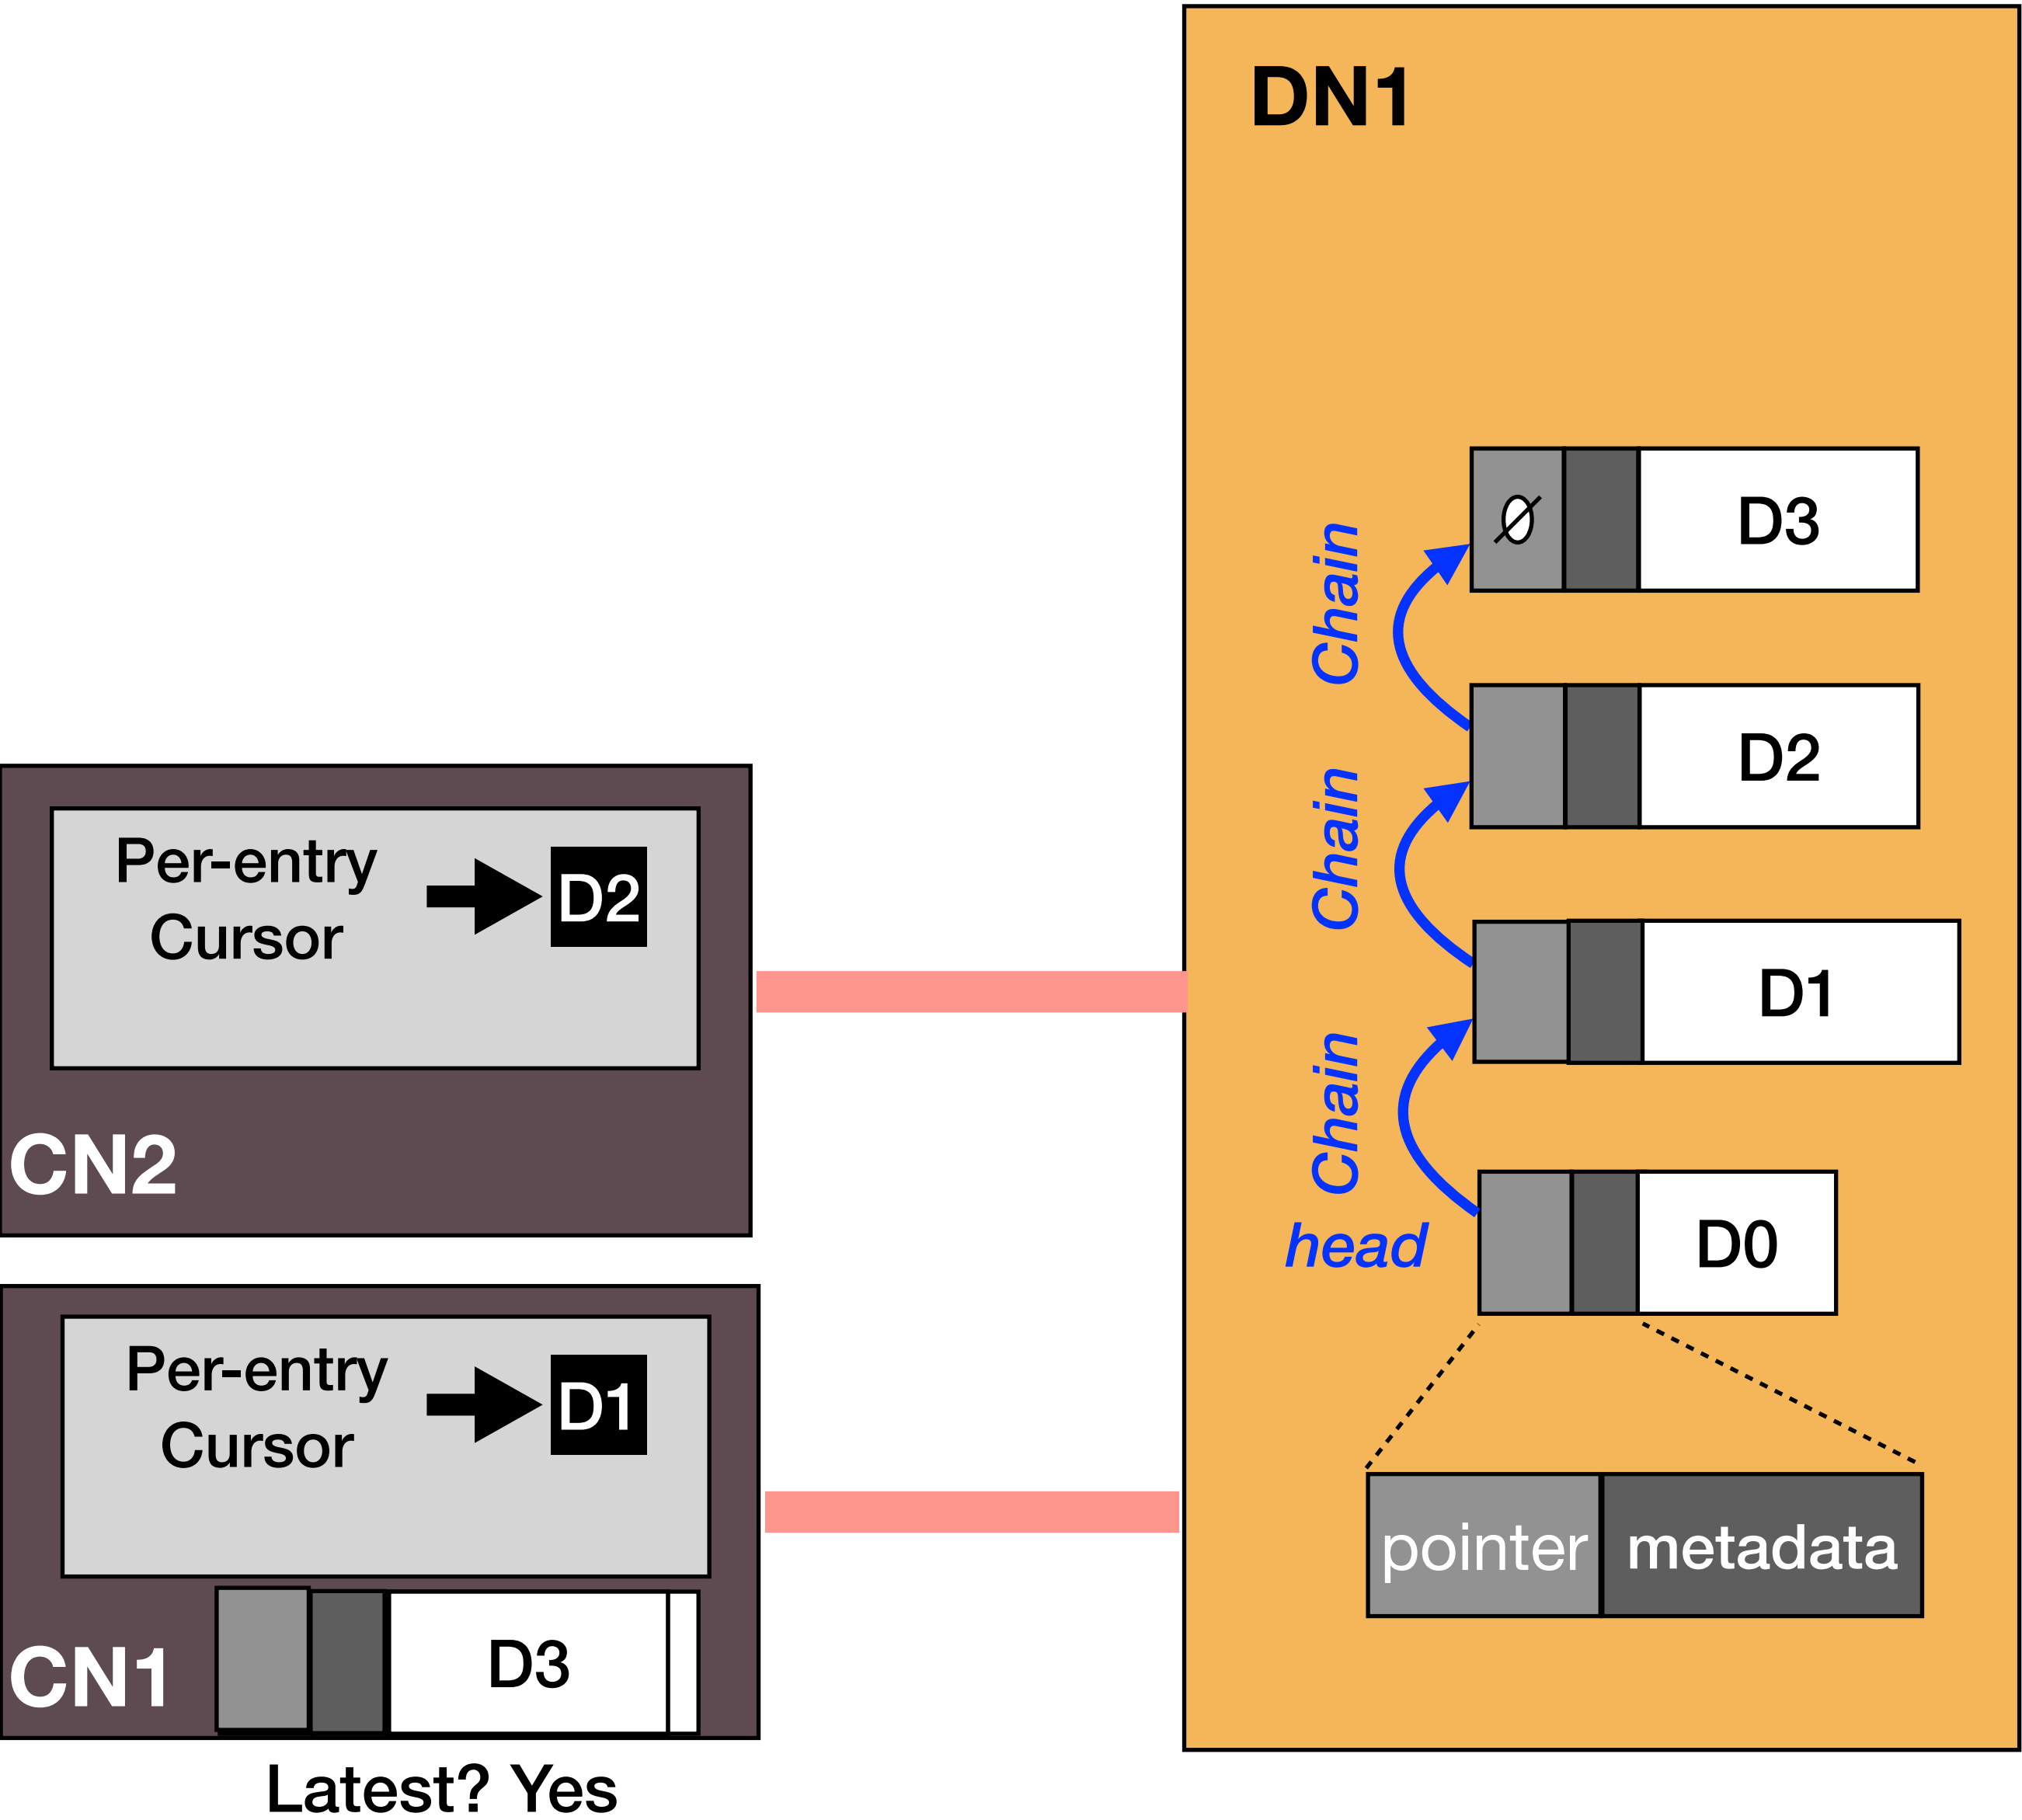 DN1
∅
D3
Chain
D2
Chain
D1
Chain
head
D0
pointer
metadata
Per-entry
Cursor
D2
CN2
Per-entry
Cursor
D1
CN1
D3
Latest? Yes